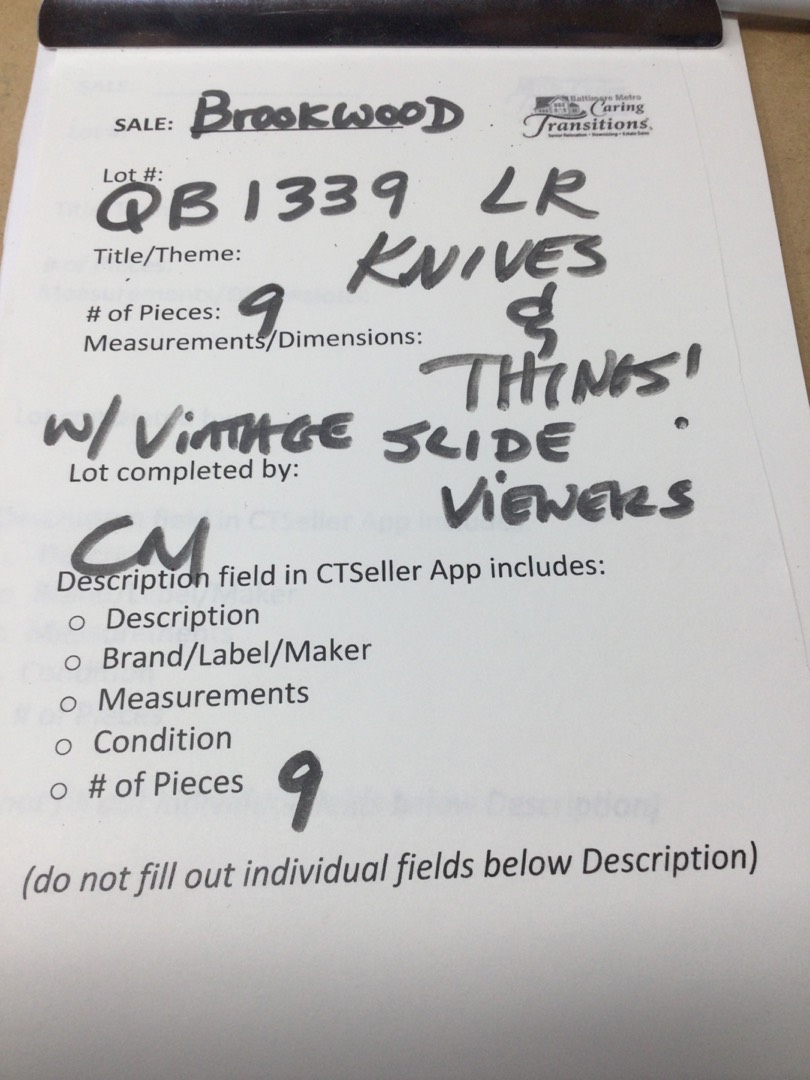 SALE: BROOKWOOD
Baltimore Metro
Caring
Transitions
Lot #:
QB1339 LR
Title/Theme: KNIVES
# of Pieces: 9 &
Measurements/Dimensions:
THINGS!
W/ ViNTAGE SLIDE
Lot completed by: ViEWERS
CM
Description field in CTSeller App includes:
○ Description
○ Brand/Label/Maker
○ Measurements
○ Condition
○ # of Pieces 9
(do not fill out individual fields below Description)